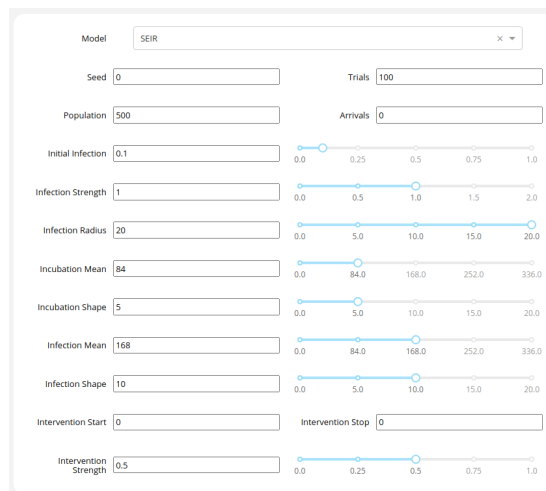 Model SEIR × 
Seed 0 Trials 100
Population 500 Arrivals 0
Initial Infection 0.1
0.0 0.25 0.5 0.75 1.0
Infection Strength 1
0.0 0.5 1.0 1.5 2.0
Infection Radius 20
0.0 5.0 10.0 15.0 20.0
Incubation Mean 84
0.0 84.0 168.0 252.0 336.0
Incubation Shape 5
0.0 5.0 10.0 15.0 20.0
Infection Mean 168
0.0 84.0 168.0 252.0 336.0
Infection Shape 10
0.0 5.0 10.0 15.0 20.0
Intervention Start 0 Intervention Stop 0
Intervention
Strength 0.5
0.0 0.25 0.5 0.75 1.0